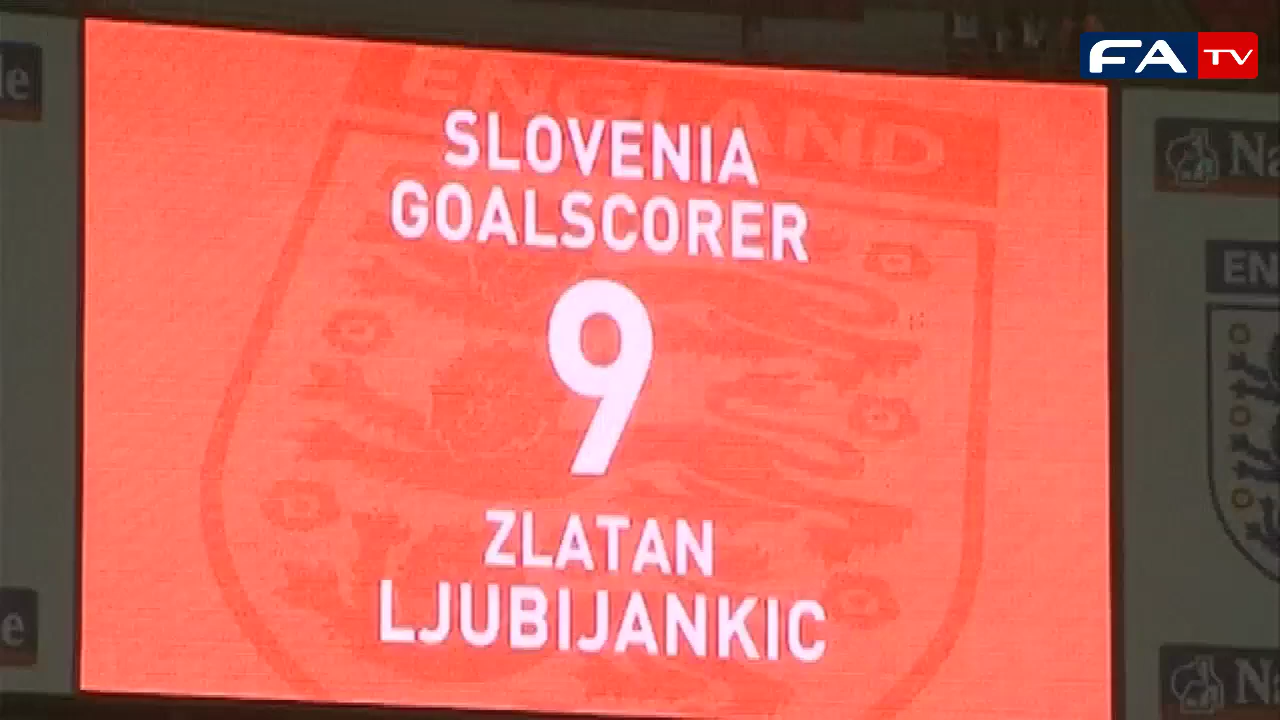 FA TV
ENGLAND
SLOVENIA
GOALSCORER
9
ZLATAN
LJUBIJANKIC